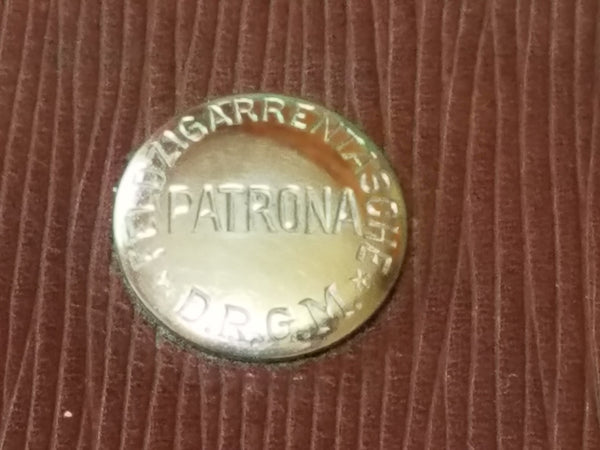 FELDZIGARRENTASCHE
PATRONA
★ D.R.G.M. ★